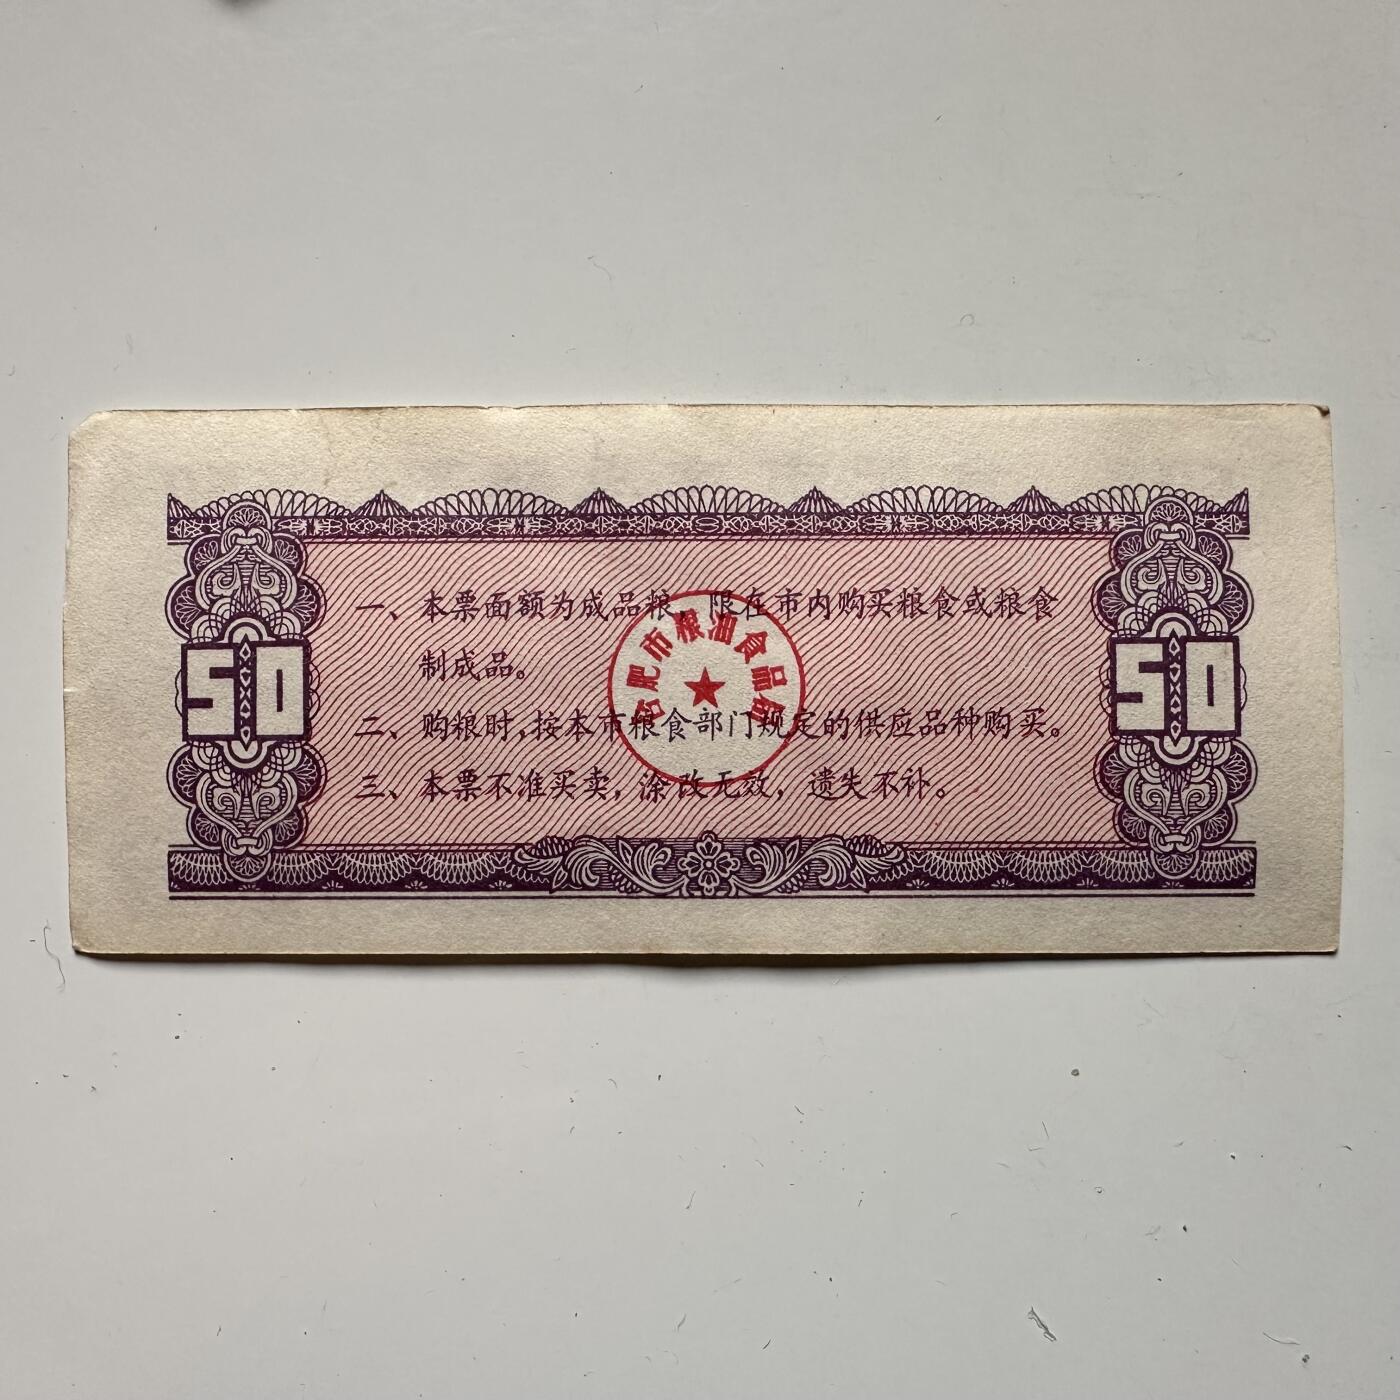 一、本票面额为成品粮，限在市内购买粮食或粮食
制成品。
50
合肥市粮油食品局
50
二、购粮时，按本市粮食部门规定的供应品种购买。
三、本票不准买卖，涂改无效，遗失不补。